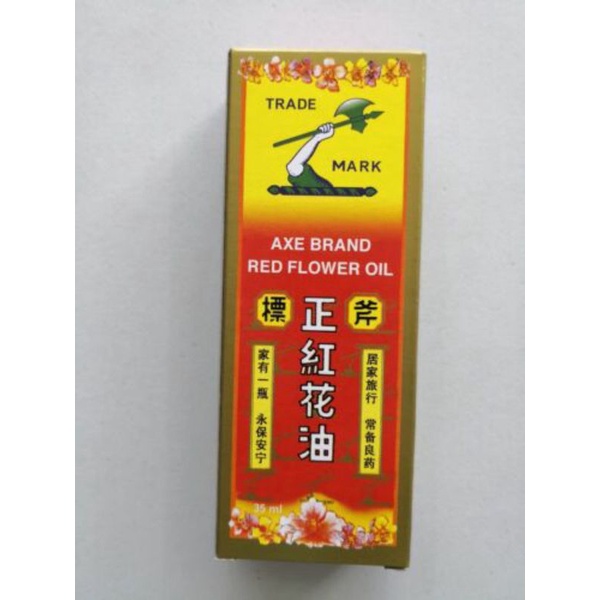 TRADE
MARK
AXE BRAND
RED FLOWER OIL
斧
標
正紅花油
居家旅行 常备良药
家有一瓶 永保安宁
35 ml